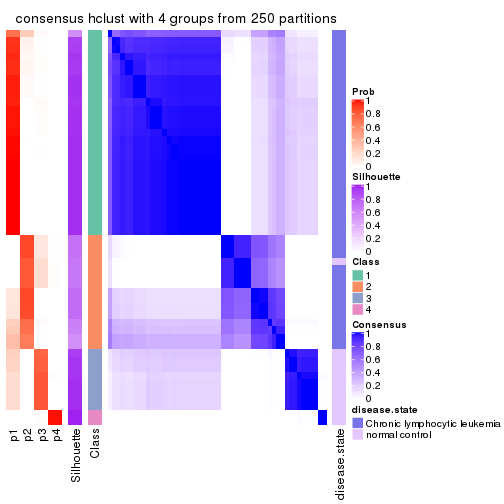 consensus hclust with 4 groups from 250 partitions
Prob
1
0.8
0.6
0.4
0.2
0
Silhouette
1
0.8
0.6
0.4
0.2
0
Class
1
2
3
4
Consensus
1
0.8
0.6
0.4
0.2
0
disease.state
Chronic lymphocytic leukemia
normal control
p1
p2
p3
p4
Silhouette
Class
disease.state